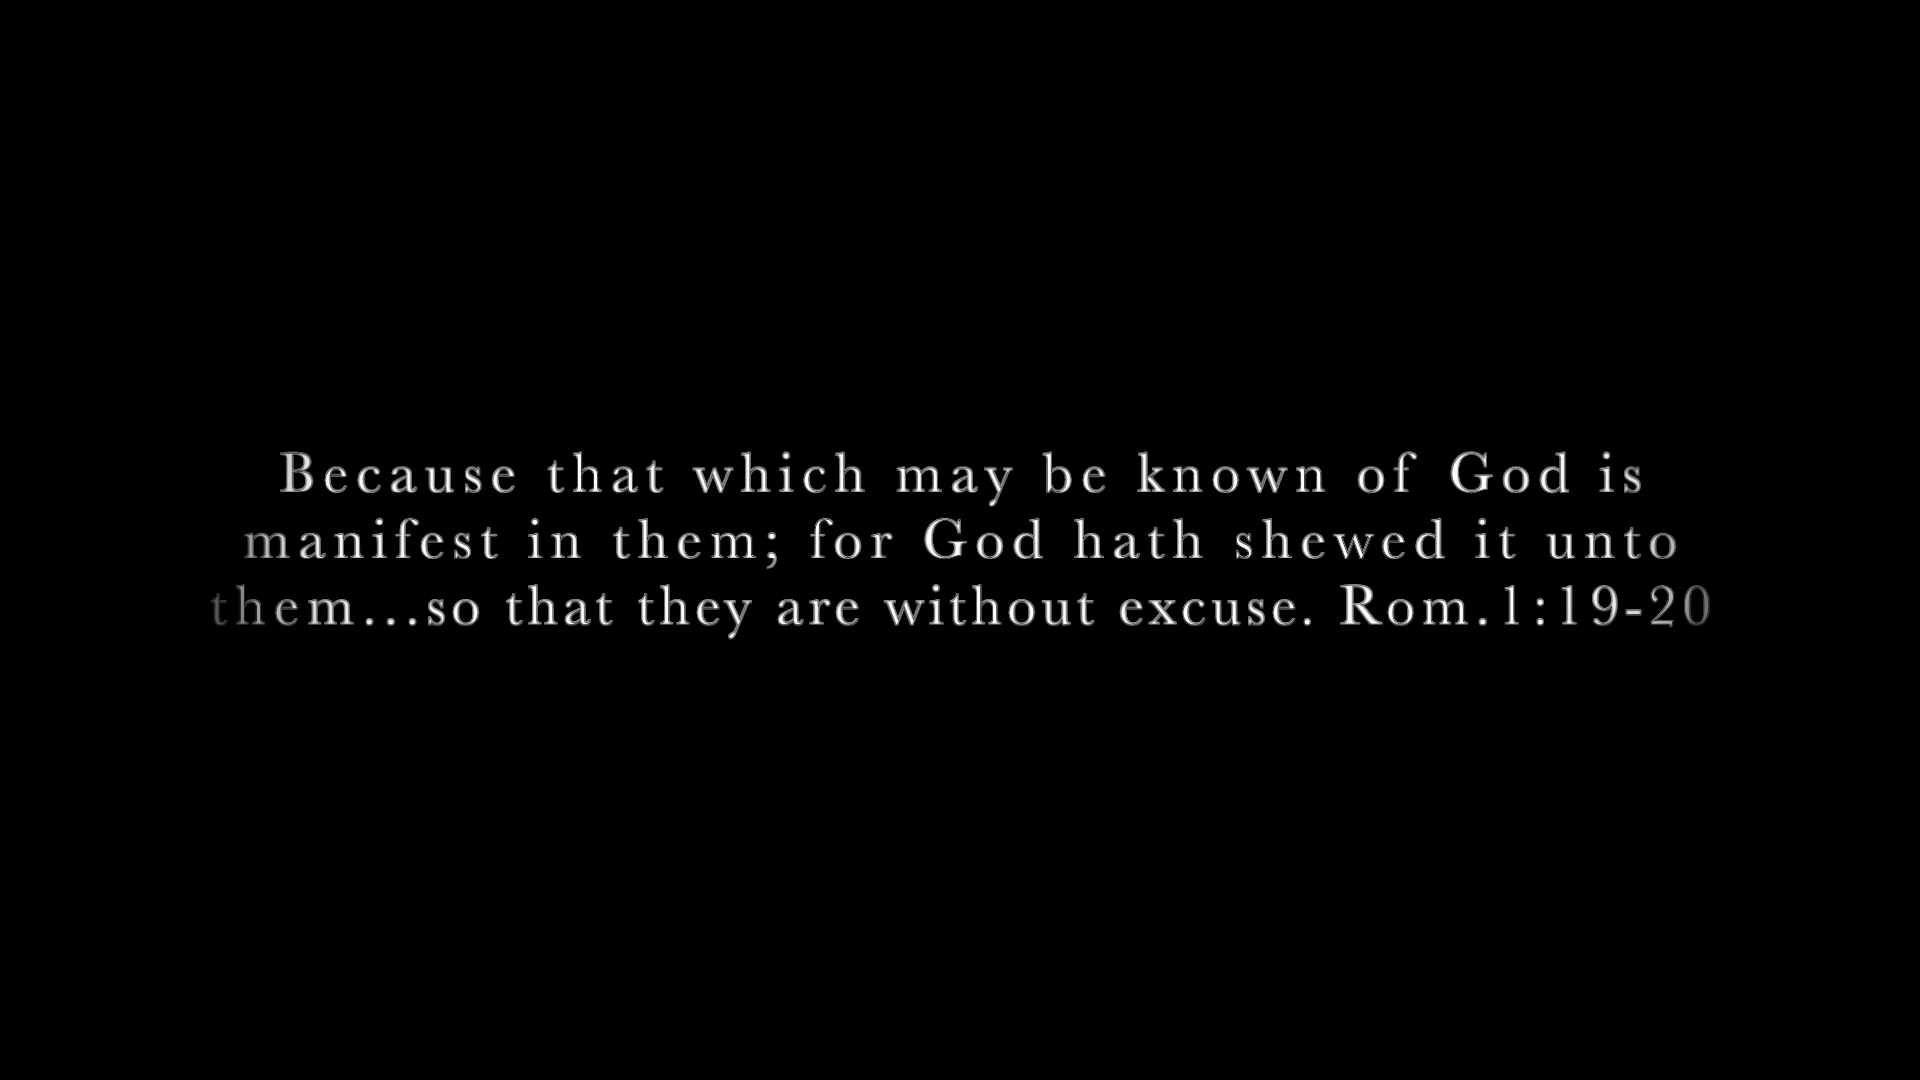 Because that which may be known of God is
manifest in them; for God hath shewed it unto
them...so that they are without excuse. Rom.1:19-20